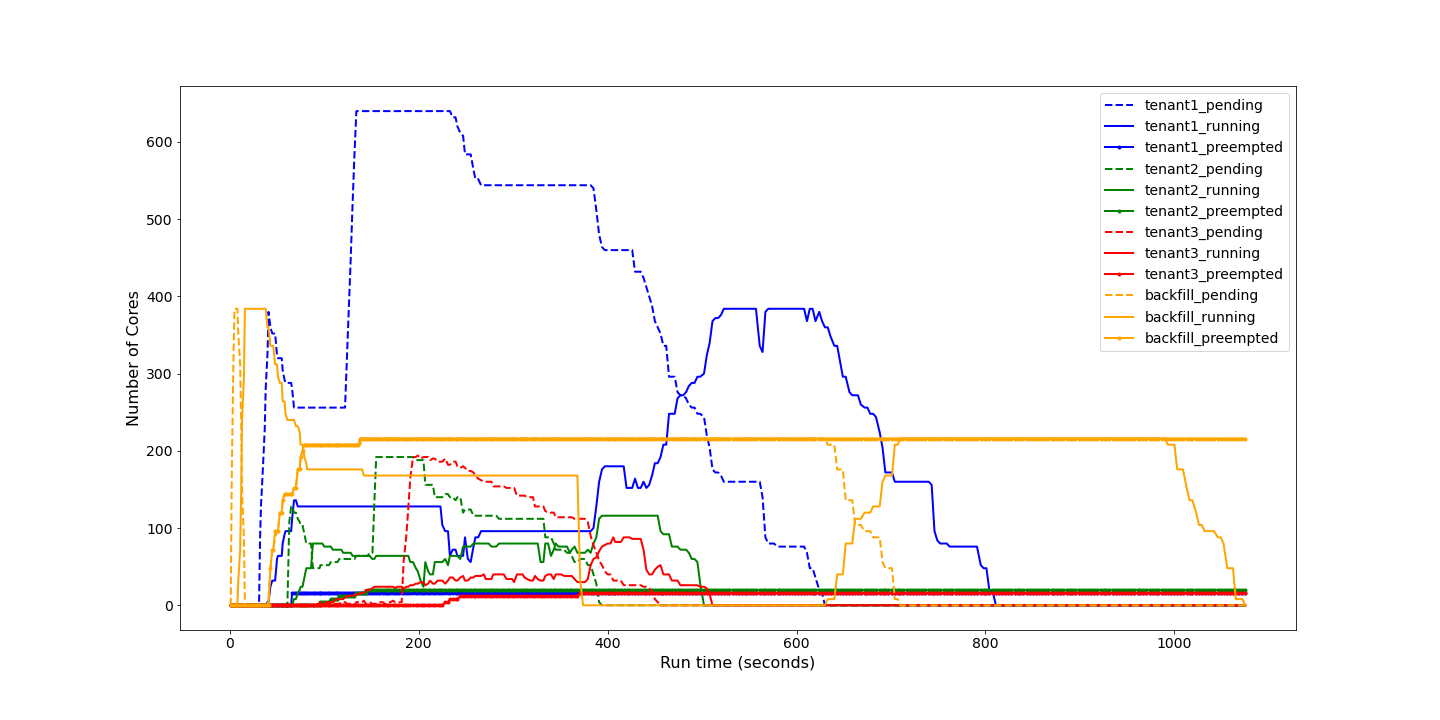 Number of Cores
600
500
400
300
200
100
0
0 200 400 600 800 1000
Run time (seconds)
tenant1_pending
tenant1_running
tenant1_preempted
tenant2_pending
tenant2_running
tenant2_preempted
tenant3_pending
tenant3_running
tenant3_preempted
backfill_pending
backfill_running
backfill_preempted